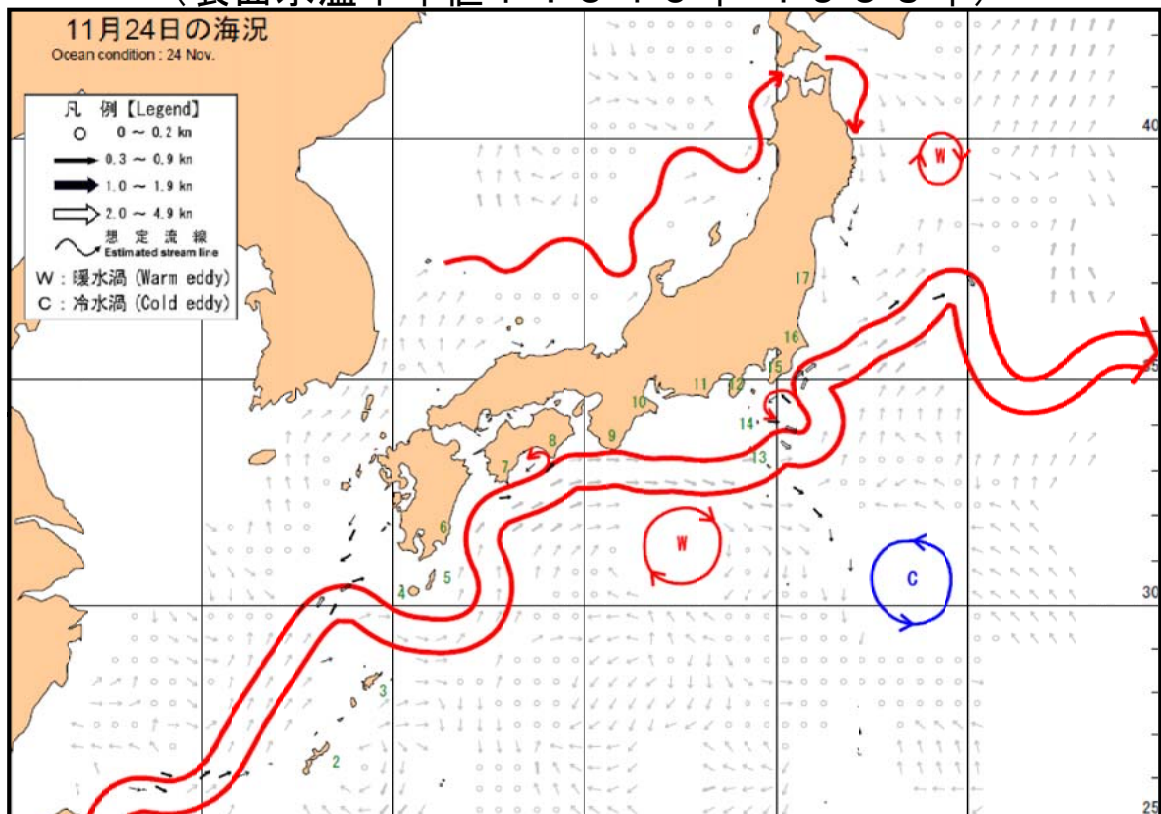 11月24日の海況
Ocean condition : 24 Nov.
凡 例【Legend】
0 ～ 0.2 kn
0.3 ～ 0.9 kn
1.0 ～ 1.9 kn
2.0 ～ 4.9 kn
想 定 流 線
Estimated stream line
W : 暖水渦 (Warm eddy)
C : 冷水渦 (Cold eddy)
40
W
17
16
15
35
11
12
10
14
9
8
13
7
6
W
C
5
4
30
3
2
25